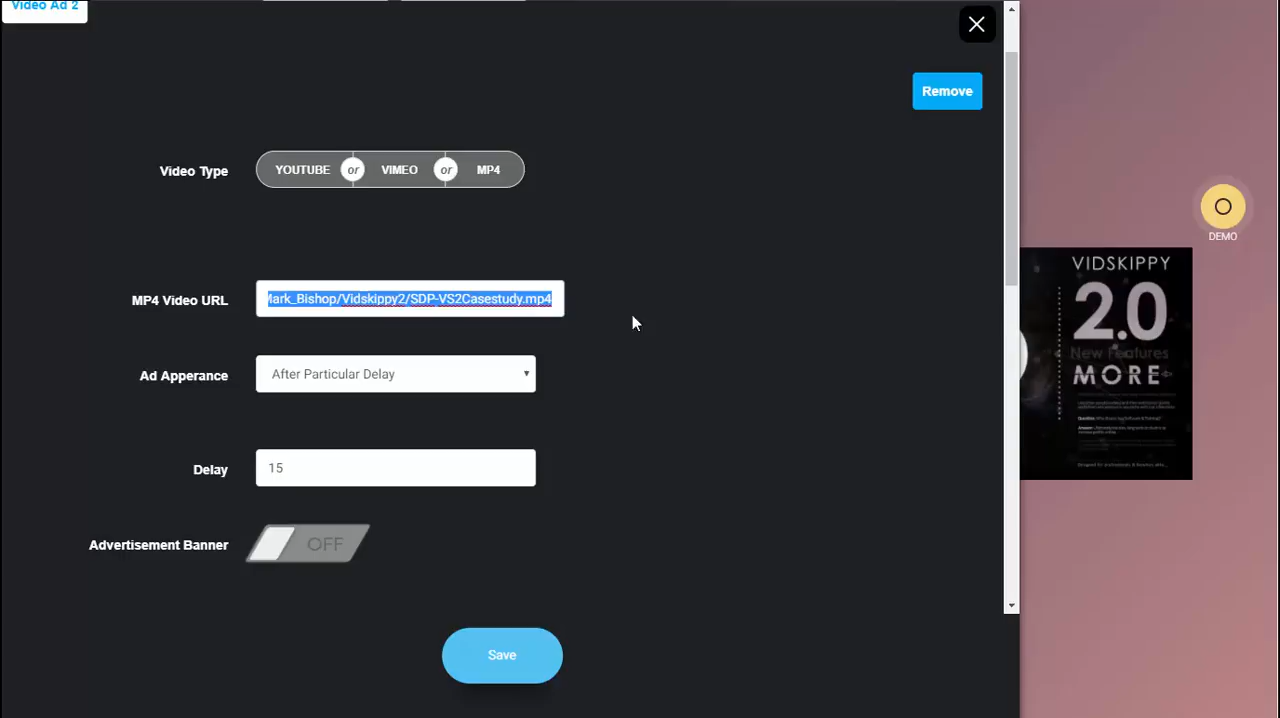 Video Ad 2
Remove
Video Type
YOUTUBE or VIMEO or MP4
MP4 Video URL
Mark_Bishop/Vidskippy2/SDP-VS2Casestudy.mp4
Ad Apperance
After Particular Delay
Delay
15
Advertisement Banner
OFF
Save
DEMO
VIDSKIPPY
2.0
New Features
MORE